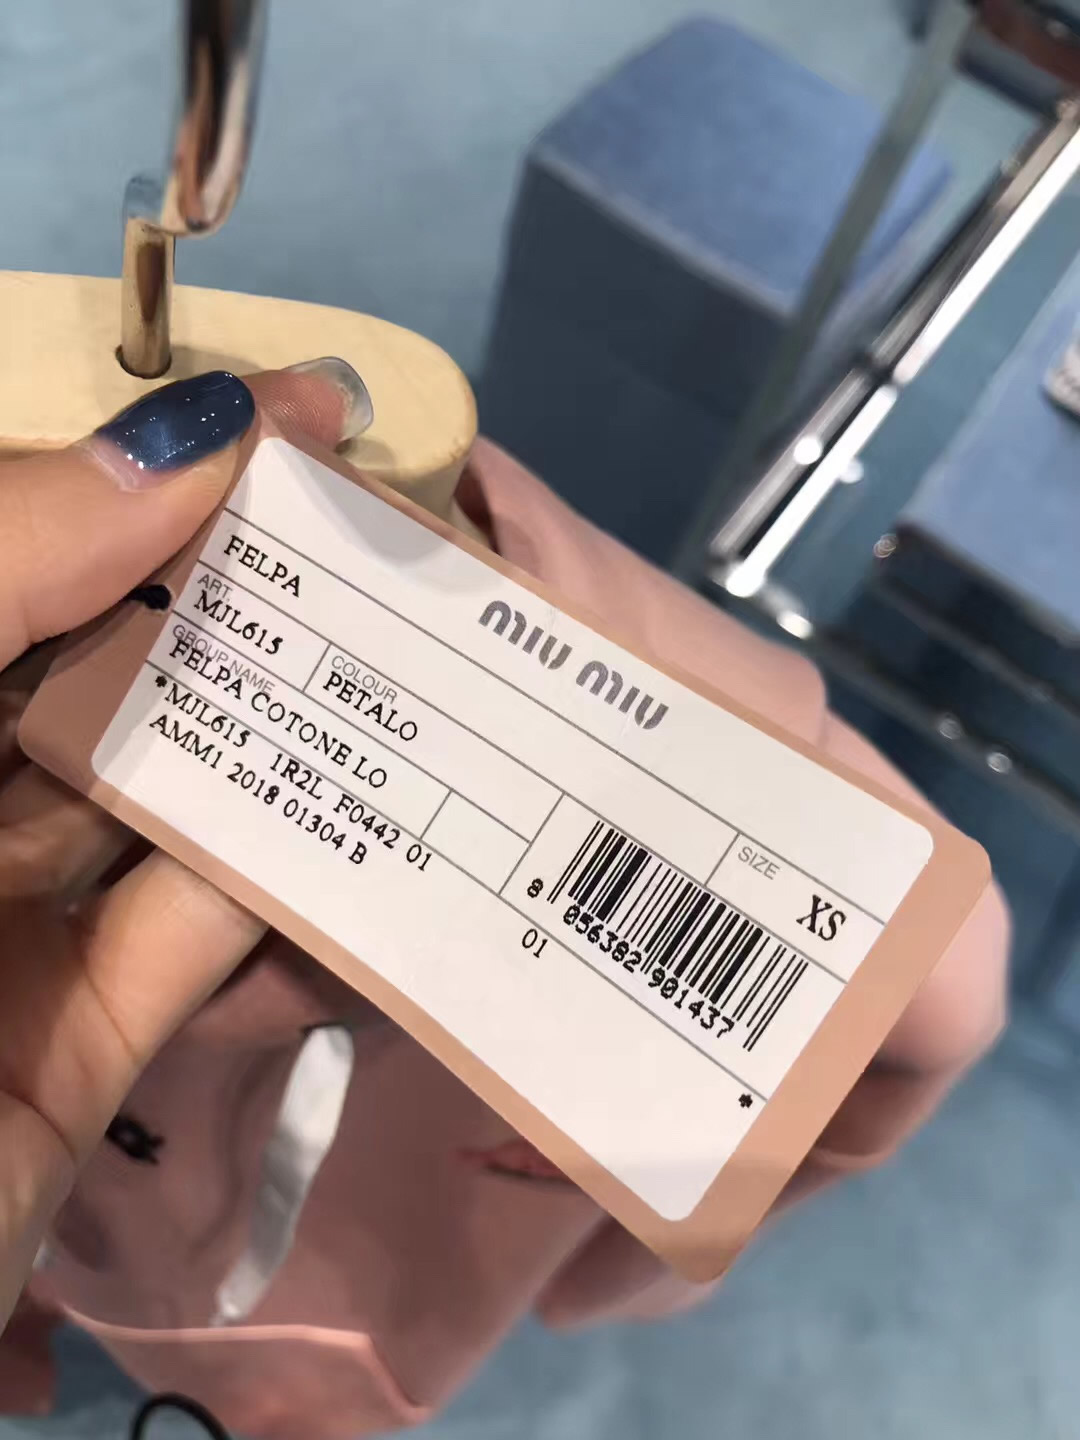 miu miu
FELPA
ART.
MJL615
COLOUR
PETALO
SIZE
XS
GROUP NAME
FELPA COTONE LO
*MJL615 1R2L F0442 01
AMM1 2018 01304 B
8 056382 901437
01
*